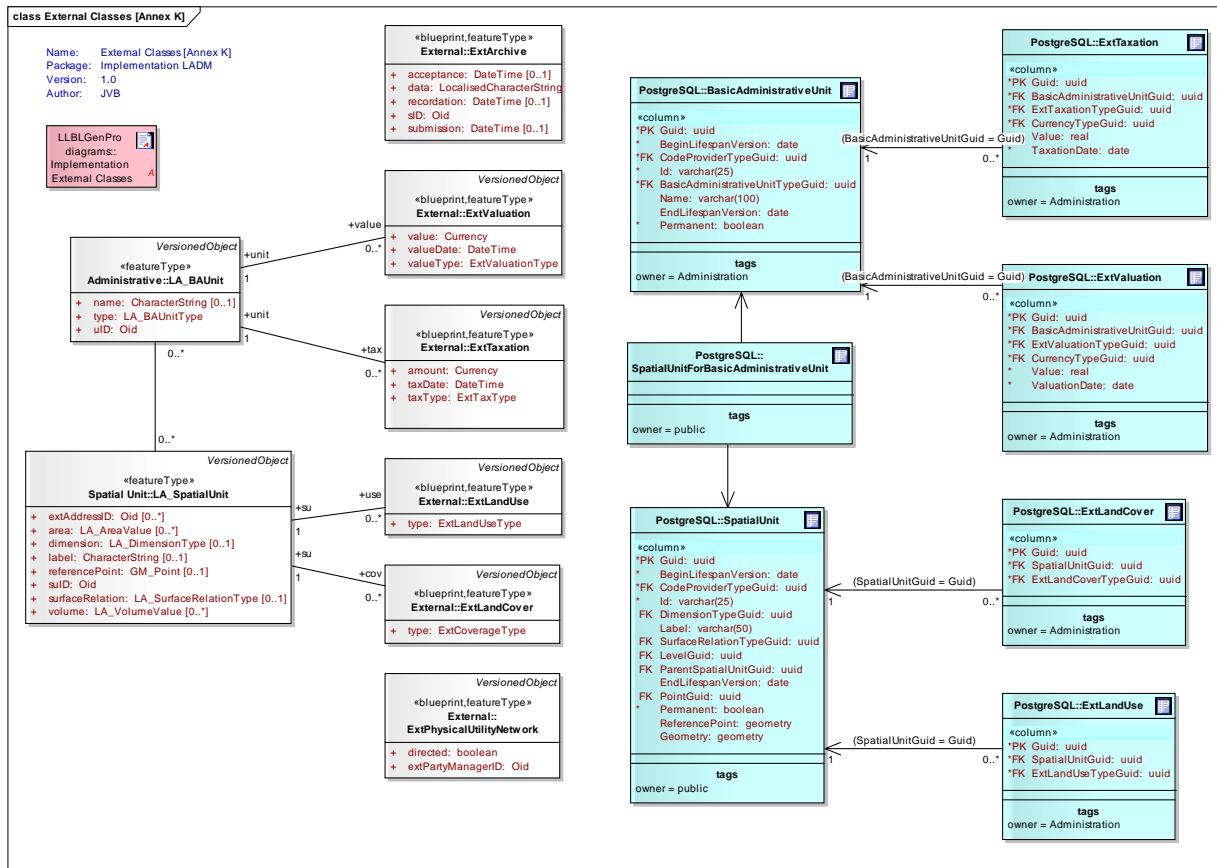 class External Classes [Annex K]
Name: External Classes [Annex K]
Package: Implementation LADM
Version: 1.0
Author: JVB
LLBLGenPro
diagrams::
Implementation
External Classes
A
«blueprint,featureType»
External::ExtArchive
+ acceptance: DateTime [0..1]
+ data: LocalisedCharacterString
+ recordation: DateTime [0..1]
+ sID: Oid
+ submission: DateTime [0..1]
VersionedObject
«blueprint,featureType»
External::ExtValuation
+ value: Currency
+ valueDate: DateTime
+ valueType: ExtValuationType
VersionedObject
«featureType»
Administrative::LA_BAUnit
+ name: CharacterString [0..1]
+ type: LA_BAUnitType
+ uID: Oid
+unit
1
+value
0..*
+unit
1
+tax
0..*
VersionedObject
«blueprint,featureType»
External::ExtTaxation
+ amount: Currency
+ taxDate: DateTime
+ taxType: ExtTaxType
0..*
0..*
VersionedObject
«featureType»
Spatial Unit::LA_SpatialUnit
+ extAddressID: Oid [0..*]
+ area: LA_AreaValue [0..*]
+ dimension: LA_DimensionType [0..1]
+ label: CharacterString [0..1]
+ referencePoint: GM_Point [0..1]
+ suID: Oid
+ surfaceRelation: LA_SurfaceRelationType [0..1]
+ volume: LA_VolumeValue [0..*]
+su
1
+use
0..*
+su
1
+cov
0..*
VersionedObject
«blueprint,featureType»
External::ExtLandUse
+ type: ExtLandUseType
VersionedObject
«blueprint,featureType»
External::ExtLandCover
+ type: ExtCoverageType
VersionedObject
«blueprint,featureType»
External::
ExtPhysicalUtilityNetwork
+ directed: boolean
+ extPartyManagerID: Oid
PostgreSQL::BasicAdministrativeUnit
«column»
*PK Guid: uuid
* BeginLifespanVersion: date
*FK CodeProviderTypeGuid: uuid
* Id: varchar(25)
*FK BasicAdministrativeUnitTypeGuid: uuid
Name: varchar(100)
EndLifespanVersion: date
* Permanent: boolean
tags
owner = Administration
PostgreSQL::
SpatialUnitForBasicAdministrativeUnit
tags
owner = public
PostgreSQL::SpatialUnit
«column»
*PK Guid: uuid
* BeginLifespanVersion: date
*FK CodeProviderTypeGuid: uuid
* Id: varchar(25)
FK DimensionTypeGuid: uuid
Label: varchar(50)
FK SurfaceRelationTypeGuid: uuid
FK LevelGuid: uuid
FK ParentSpatialUnitGuid: uuid
EndLifespanVersion: date
FK PointGuid: uuid
* Permanent: boolean
ReferencePoint: geometry
Geometry: geometry
tags
owner = public
(BasicAdministrativeUnitGuid = Guid)
1
0..*
(BasicAdministrativeUnitGuid = Guid)
1
0..*
(SpatialUnitGuid = Guid)
1
0..*
(SpatialUnitGuid = Guid)
1
0..*
PostgreSQL::ExtTaxation
«column»
*PK Guid: uuid
*FK BasicAdministrativeUnitGuid: uuid
*FK ExtTaxationTypeGuid: uuid
*FK CurrencyTypeGuid: uuid
* Value: real
* TaxationDate: date
tags
owner = Administration
PostgreSQL::ExtValuation
«column»
*PK Guid: uuid
*FK BasicAdministrativeUnitGuid: uuid
*FK ExtValuationTypeGuid: uuid
*FK CurrencyTypeGuid: uuid
* Value: real
* ValuationDate: date
tags
owner = Administration
PostgreSQL::ExtLandCover
«column»
*PK Guid: uuid
*FK SpatialUnitGuid: uuid
*FK ExtLandCoverTypeGuid: uuid
tags
owner = Administration
PostgreSQL::ExtLandUse
«column»
*PK Guid: uuid
*FK SpatialUnitGuid: uuid
*FK ExtLandUseTypeGuid: uuid
tags
owner = Administration